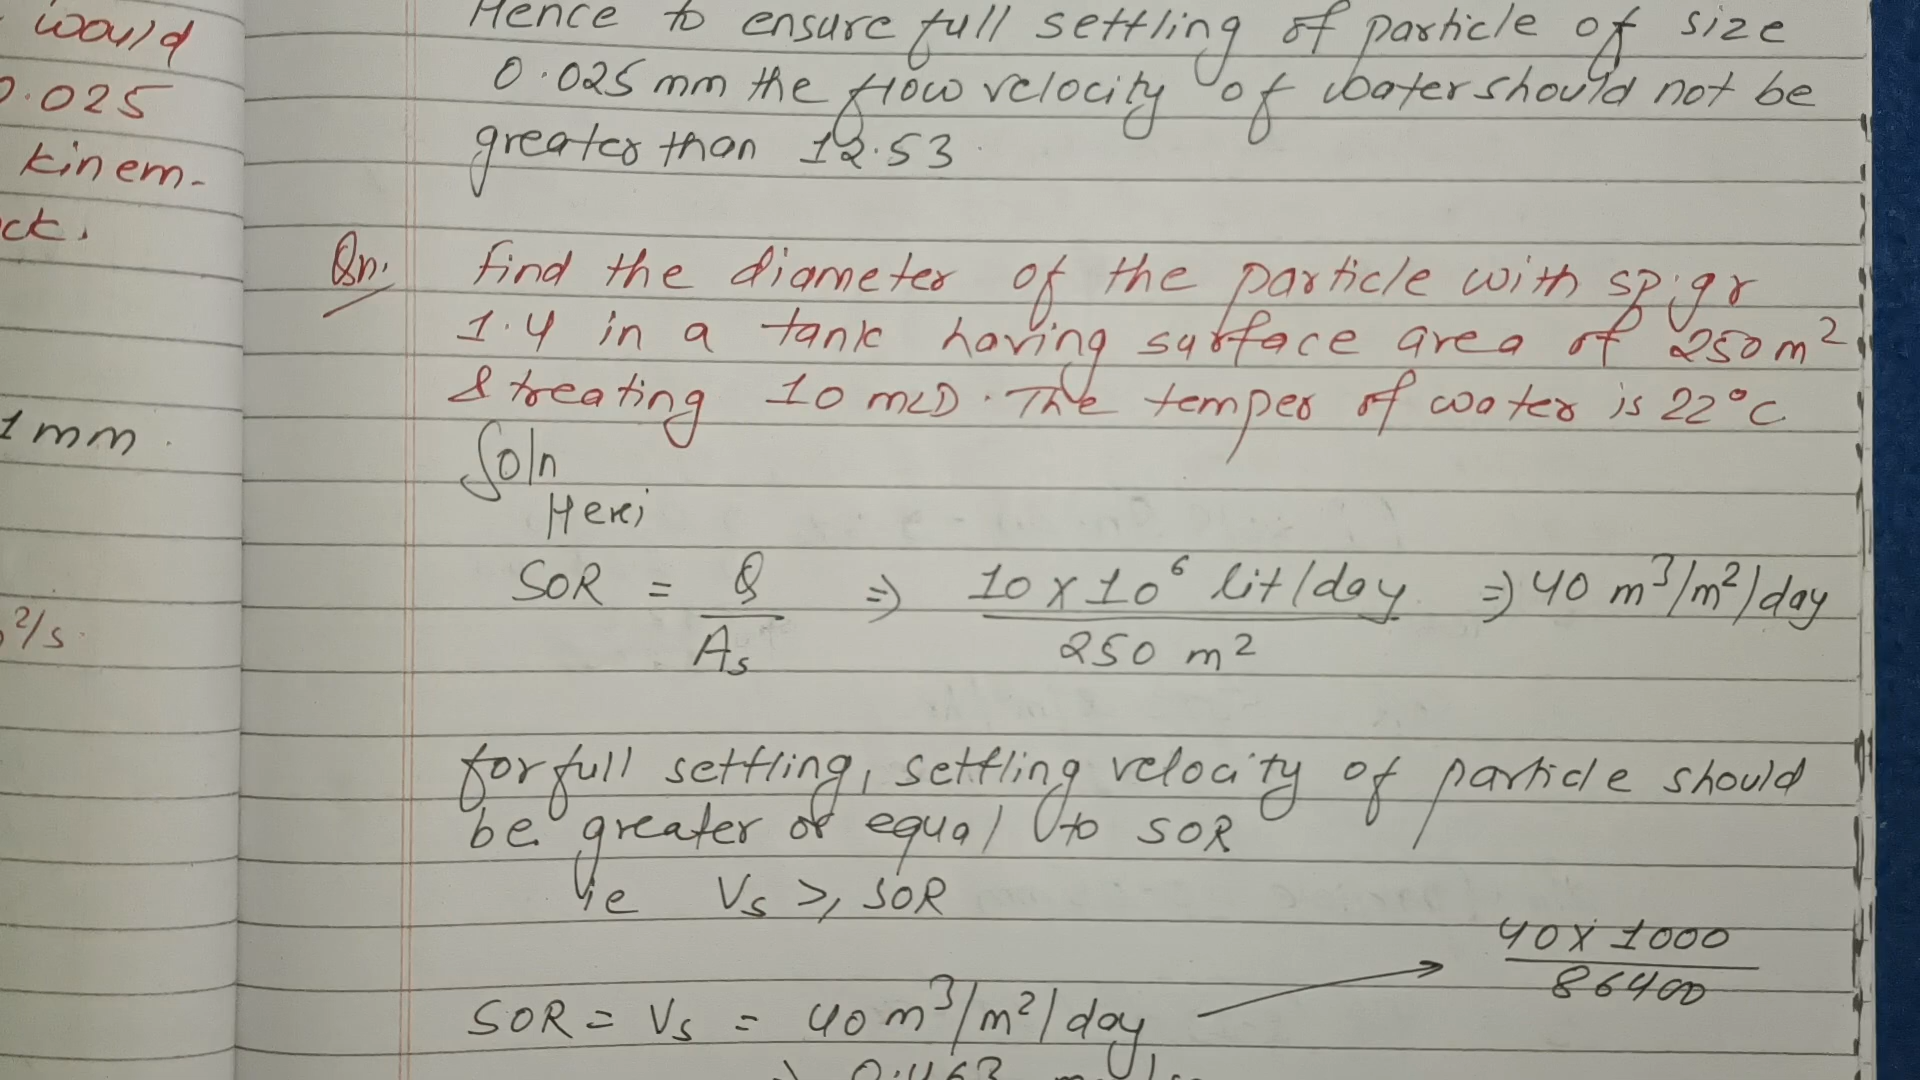 would
0.025
kinem-
ct.
1 mm.
²/s
Hence to ensure full settling of particle of size
0.025 mm the flow velocity of water should not be
greater than 12.53
Qn. find the diameter of the particle with sp.gr
1.4 in a tank having surface area of 250 m²
& treating 10 MLD. The temper of water is 22°C
Soln
Here;
SOR = Q/As ⇒ 10 x 10⁶ lit/day / 250 m² ⇒ 40 m³/m²/day
for full settling, settling velocity of particle should
be greater or equal to SOR
ie Vs ≥, SOR
40 x 1000 / 86400
SOR = Vs = 40 m³/m²/day
⇒ 0.463